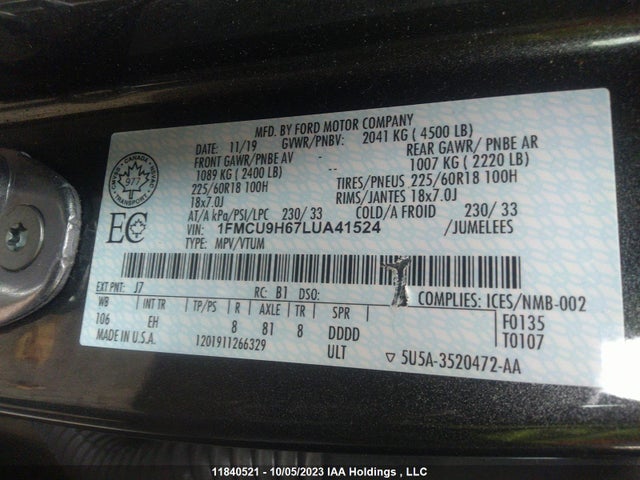 MFD. BY FORD MOTOR COMPANY
DATE: 11/19 GVWR/PNBV: 2041 KG ( 4500 LB)
FRONT GAWR/PNBE AV REAR GAWR/ PNBE AR
1089 KG ( 2400 LB) 1007 KG ( 2220 LB)
225/60R18 100H TIRES/PNEUS 225/60R18 100H
18x7.0J RIMS/JANTES 18x7.0J
AT/A kPa/PSI/LPC 230/ 33 COLD/A FROID 230/ 33
VIN: 1FMCU9H67LUA41524 /JUMELEES
TYPE: MPV/VTUM
CANADA
977
EC
EXT PNT: J7 RC: B1 DSO: COMPLIES: ICES/NMB-002
WB INT TR TP/PS R AXLE TR SPR F0135
106 EH 8 81 8 DDDD T0107
MADE IN U.S.A. 1201911266329 ULT ▽ 5U5A-3520472-AA
11840521 - 10/05/2023 IAA Holdings , LLC